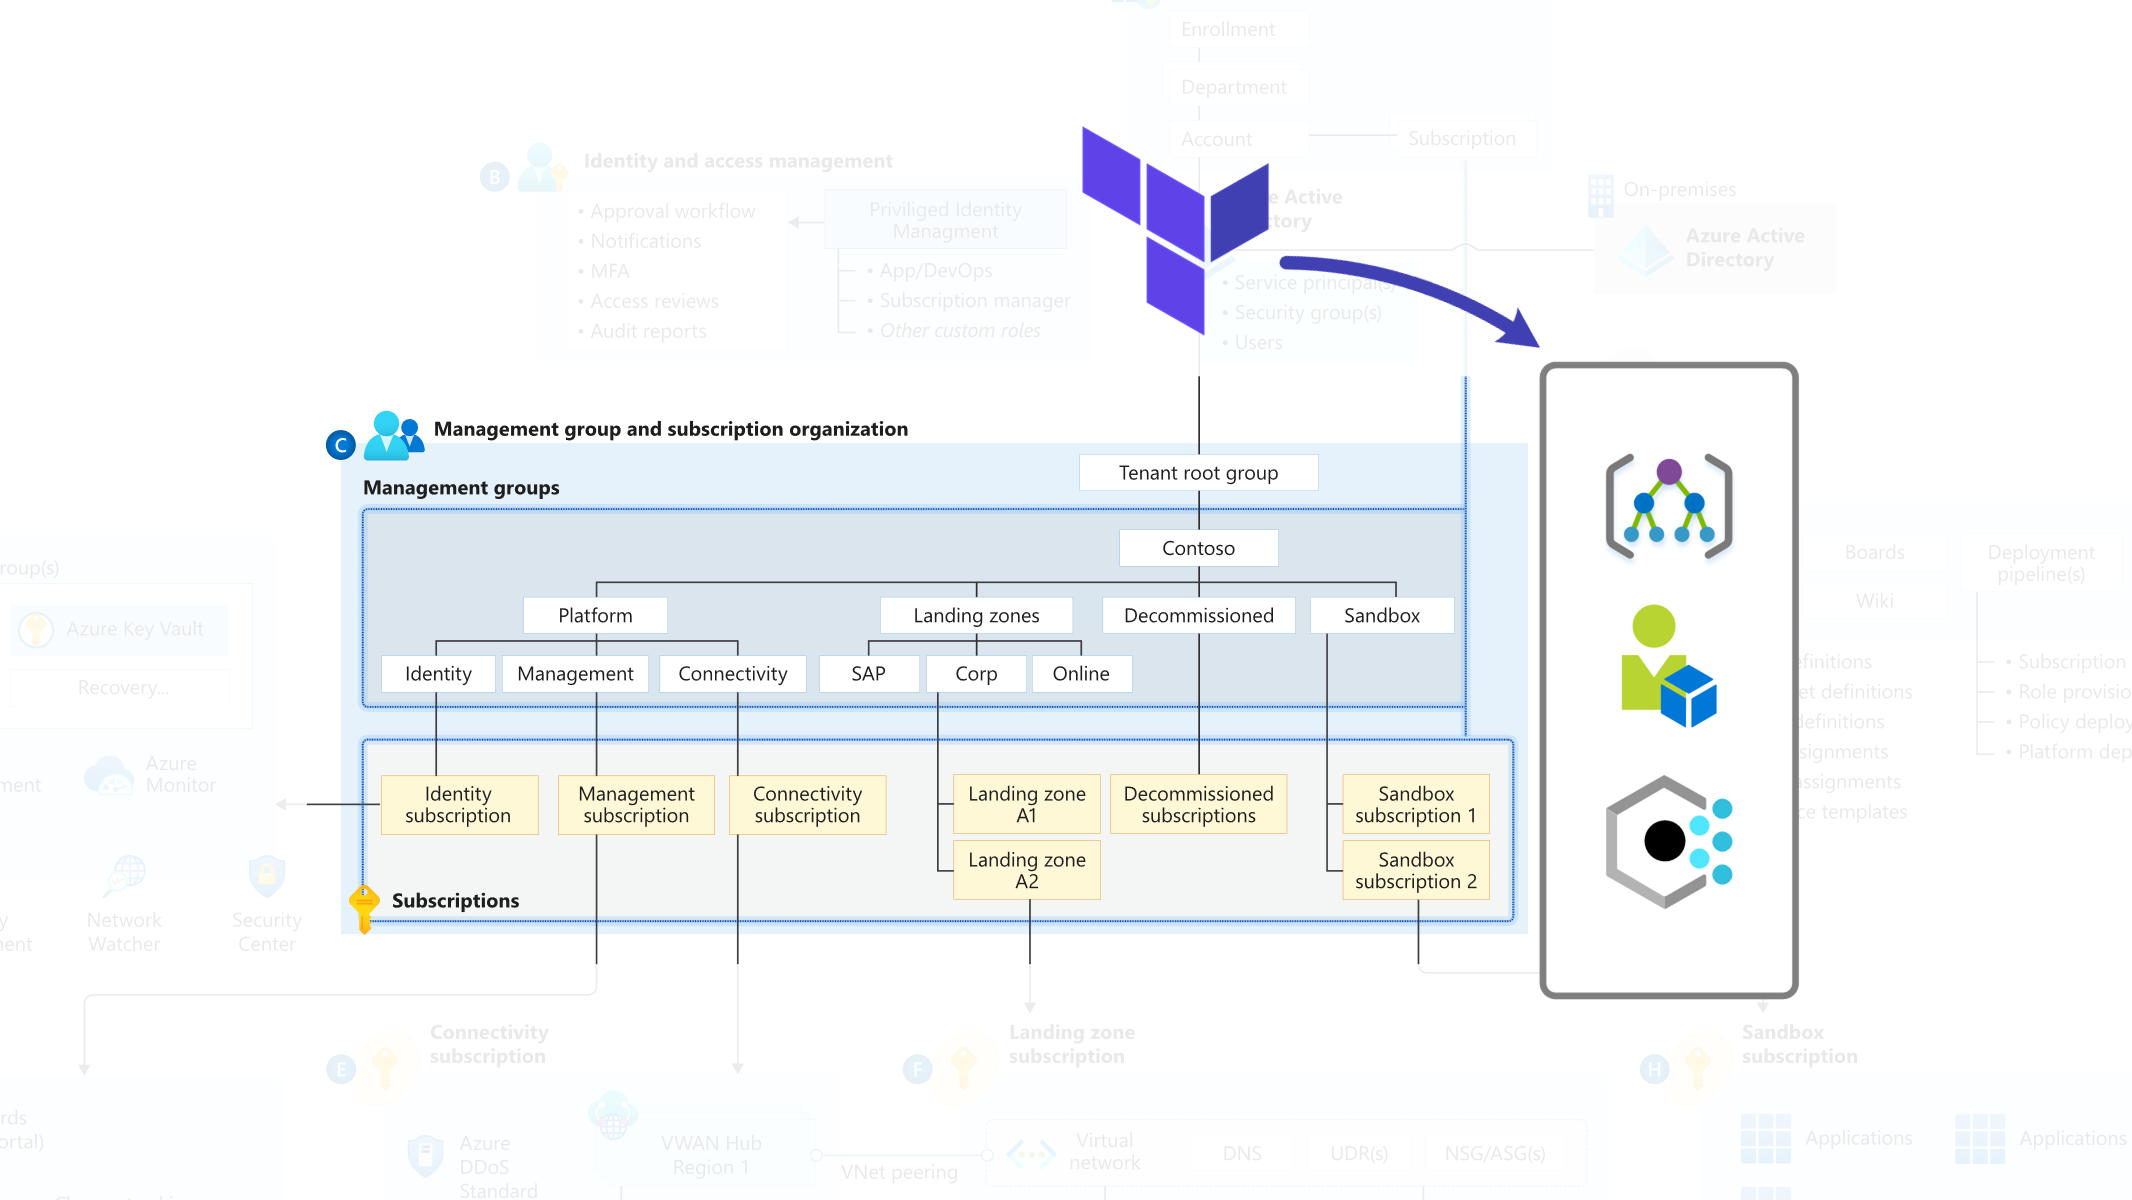 Enrollment
Department
Account
Subscription
B
Identity and access management
• Approval workflow
• Notifications
• MFA
• Access reviews
• Audit reports
Priviliged Identity
Managment
• App/DevOps
• Subscription manager
• Other custom roles
Active
• Service principal(s)
• Security group(s)
• Users
On-premises
Azure Active
Directory
C
Management group and subscription organization
Management groups
Tenant root group
Contoso
Platform
Landing zones
Decommissioned
Sandbox
Identity
Management
Connectivity
SAP
Corp
Online
Identity
subscription
Management
subscription
Connectivity
subscription
Landing zone
A1
Decommissioned
subscriptions
Sandbox
subscription 1
Landing zone
A2
Sandbox
subscription 2
Subscriptions
roup(s)
Azure Key Vault
Recovery...
Azure
Monitor
Network
Watcher
Security
Center
Boards
Wiki
Deployment
pipeline(s)
• Subscription
• Role provisio
• Policy deploy
• Platform dep
efinitions
et definitions
definitions
signments
assignments
ce templates
E
Connectivity
subscription
F
Landing zone
subscription
H
Sandbox
subscription
rds
ortal)
Azure
DDoS
Standard
VWAN Hub
Region 1
VNet peering
Virtual
network
DNS
UDR(s)
NSG/ASG(s)
Applications
Applications